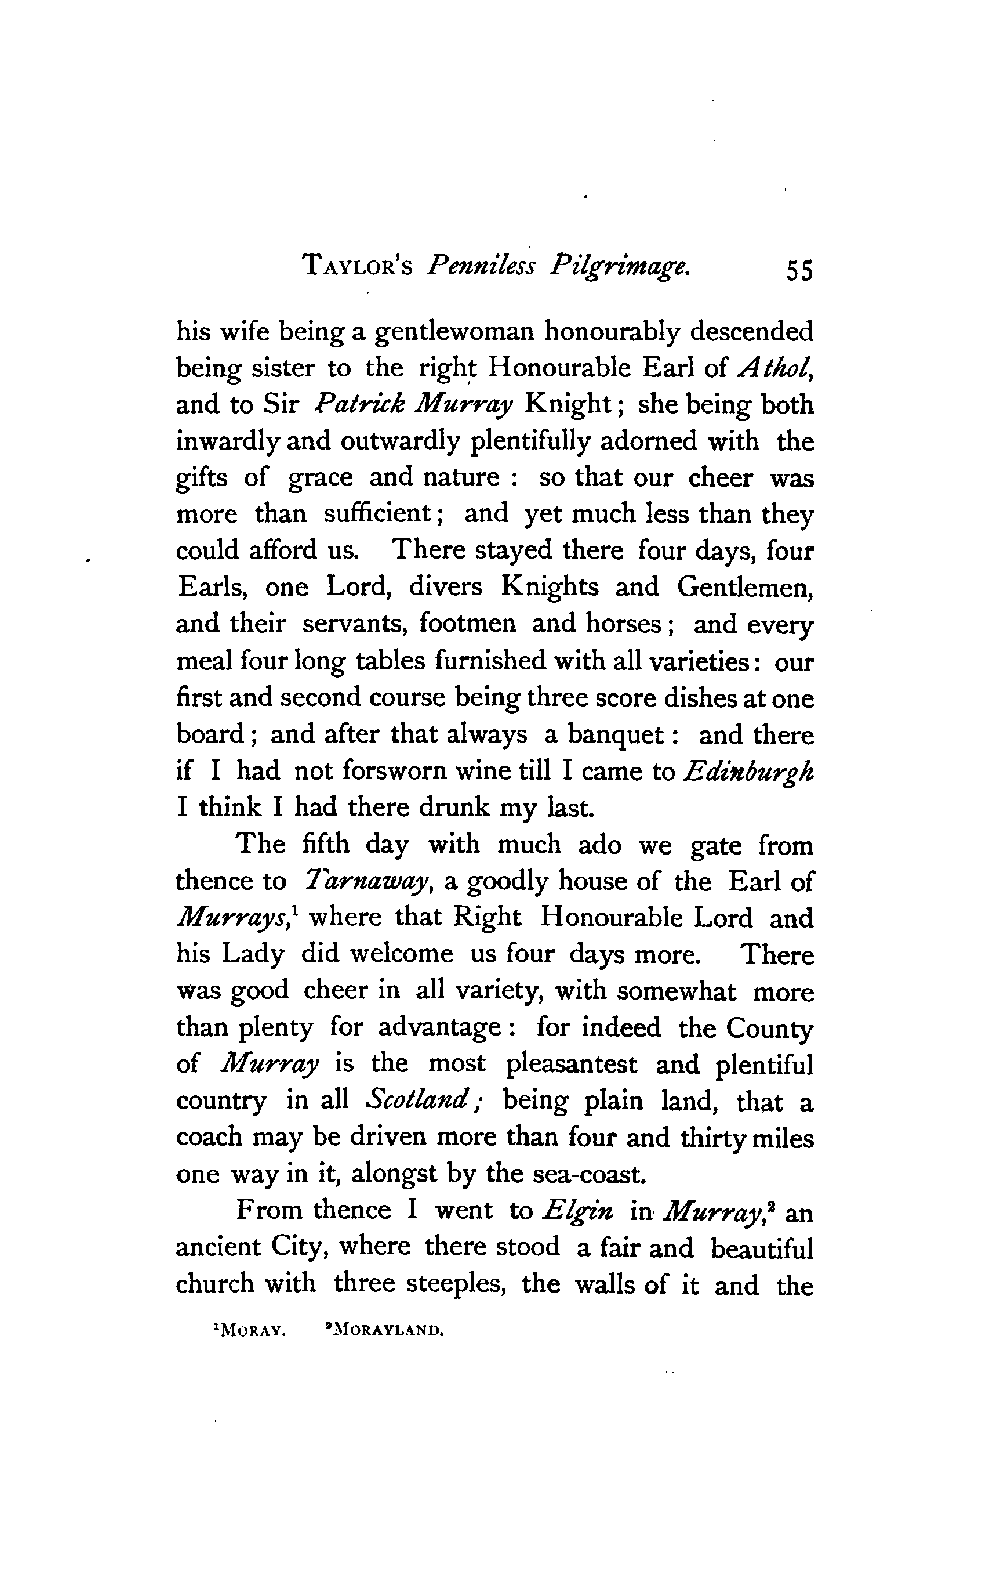 TAYLOR'S Penniless Pilgrimage. 55
his wife being a gentlewoman honourably descended
being sister to the right Honourable Earl of Athol,
and to Sir Patrick Murray Knight; she being both
inwardly and outwardly plentifully adorned with the
gifts of grace and nature : so that our cheer was
more than sufficient; and yet much less than they
could afford us. There stayed there four days, four
Earls, one Lord, divers Knights and Gentlemen,
and their servants, footmen and horses; and every
meal four long tables furnished with all varieties: our
first and second course being three score dishes at one
board; and after that always a banquet: and there
if I had not forsworn wine till I came to Edinburgh
I think I had there drunk my last.
The fifth day with much ado we gate from
thence to Tarnaway, a goodly house of the Earl of
Murrays,¹ where that Right Honourable Lord and
his Lady did welcome us four days more. There
was good cheer in all variety, with somewhat more
than plenty for advantage: for indeed the County
of Murray is the most pleasantest and plentiful
country in all Scotland; being plain land, that a
coach may be driven more than four and thirty miles
one way in it, alongst by the sea-coast.
From thence I went to Elgin in Murray,² an
ancient City, where there stood a fair and beautiful
church with three steeples, the walls of it and the
¹MORAY. ²MORAYLAND.